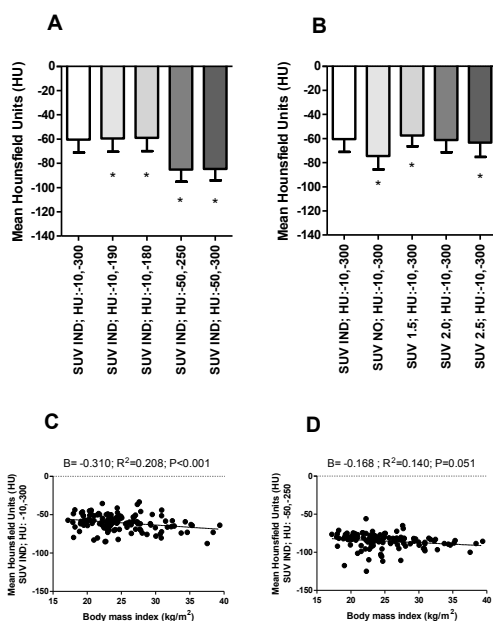 A
Mean Hounsfield Units (HU)
0
-20
-40
-60
-80
-100
-120
-140
*
*
*
*
SUV IND; HU:-10,-300
SUV IND; HU:-10,-190
SUV IND; HU:-10,-180
SUV IND; HU:-50,-250
SUV IND; HU:-50,-300
B
Mean Hounsfield Units (HU)
0
-20
-40
-60
-80
-100
-120
-140
*
*
*
SUV IND; HU:-10,-300
SUV NO; HU:-10,-300
SUV 1.5; HU:-10,-300
SUV 2.0; HU:-10,-300
SUV 2.5; HU:-10,-300
C
B= -0.310; R²=0.208; P<0.001
Mean Hounsfield Units (HU)
SUV IND; HU: -10,-300
0
-50
-100
-150
15 20 25 30 35 40
Body mass index (kg/m²)
D
B= -0.168 ; R²=0.140; P=0.051
Mean Hounsfield Units (HU)
SUV IND; HU: -50,-250
0
-50
-100
-150
15 20 25 30 35 40
Body mass index (kg/m²)